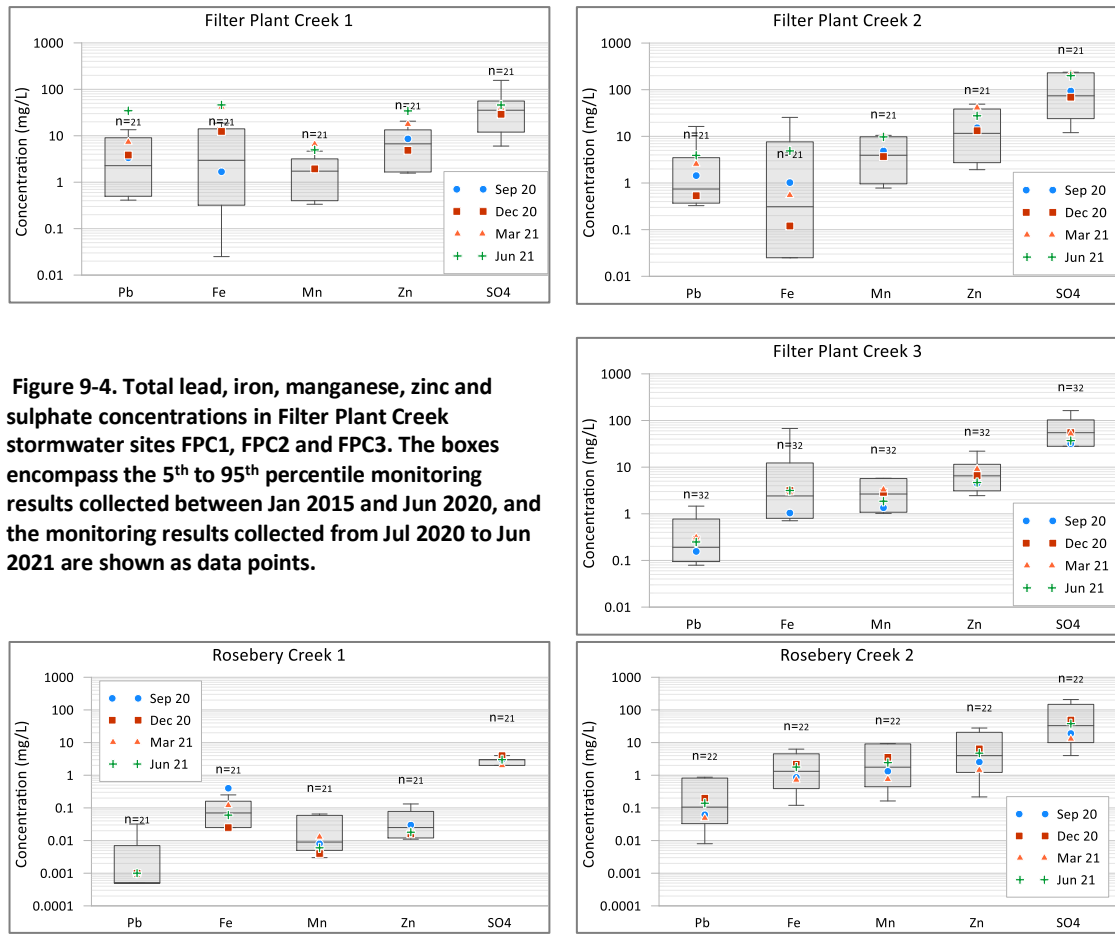 Filter Plant Creek 1
Concentration (mg/L)
1000
100
10
1
0.1
0.01
n=21
n=21
n=21
n=21
n=21
Pb Fe Mn Zn SO4
Sep 20
Dec 20
Mar 21
Jun 21
Filter Plant Creek 2
Concentration (mg/L)
1000
100
10
1
0.1
0.01
n=21
n=21
n=21
n=21
n=21
Pb Fe Mn Zn SO4
Sep 20
Dec 20
Mar 21
Jun 21
Figure 9-4. Total lead, iron, manganese, zinc and
sulphate concentrations in Filter Plant Creek
stormwater sites FPC1, FPC2 and FPC3. The boxes
encompass the 5th to 95th percentile monitoring
results collected between Jan 2015 and Jun 2020, and
the monitoring results collected from Jul 2020 to Jun
2021 are shown as data points.
Filter Plant Creek 3
Concentration (mg/L)
1000
100
10
1
0.1
0.01
n=32
n=32
n=32
n=32
n=32
Pb Fe Mn Zn SO4
Sep 20
Dec 20
Mar 21
Jun 21
Rosebery Creek 1
Concentration (mg/L)
1000
100
10
1
0.1
0.01
0.001
0.0001
Sep 20
Dec 20
Mar 21
Jun 21
n=21
n=21
n=21
n=21
n=21
Pb Fe Mn Zn SO4
Rosebery Creek 2
Concentration (mg/L)
1000
100
10
1
0.1
0.01
0.001
0.0001
n=22
n=22
n=22
n=22
n=22
Pb Fe Mn Zn SO4
Sep 20
Dec 20
Mar 21
Jun 21